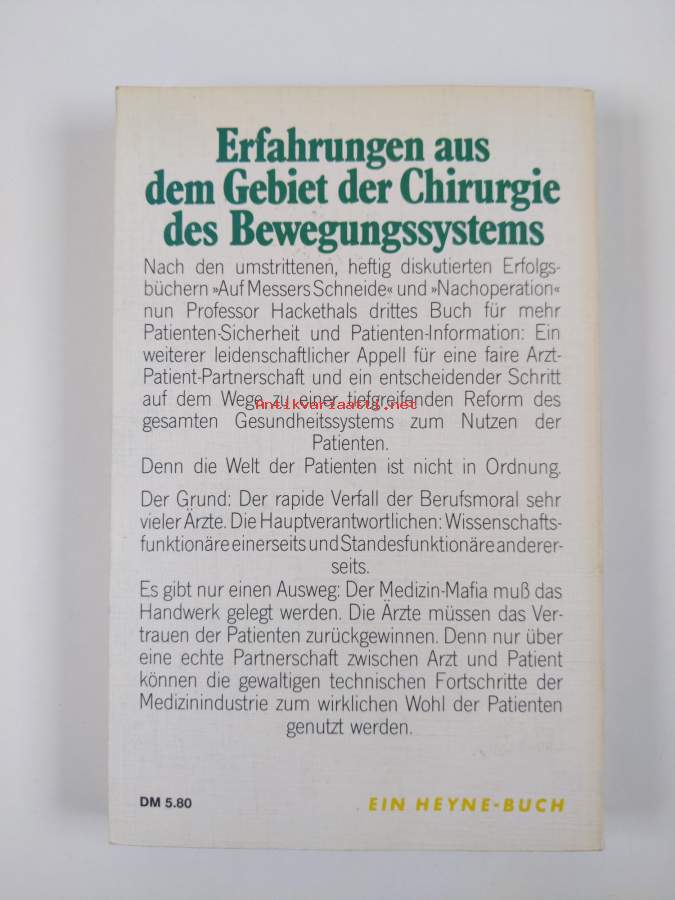 Erfahrungen aus
dem Gebiet der Chirurgie
des Bewegungssystems
Nach den umstrittenen, heftig diskutierten Erfolgs-
büchern »Auf Messers Schneide« und »Nachoperation«
nun Professor Hackethals drittes Buch für mehr
Patienten-Sicherheit und Patienten-Information: Ein
weiterer leidenschaftlicher Appell für eine faire Arzt-
Patient-Partnerschaft und ein entscheidender Schritt
auf dem Wege zu einer tiefgreifenden Reform des
Antikvariaatti.net
gesamten Gesundheitssystems zum Nutzen der
Patienten.
Denn die Welt der Patienten ist nicht in Ordnung.
Der Grund: Der rapide Verfall der Berufsmoral sehr
vieler Ärzte. Die Hauptverantwortlichen: Wissenschafts-
funktionäre einerseits und Standesfunktionäre anderer-
seits.
Es gibt nur einen Ausweg: Der Medizin-Mafia muß das
Handwerk gelegt werden. Die Ärzte müssen das Ver-
trauen der Patienten zurückgewinnen. Denn nur über
eine echte Partnerschaft zwischen Arzt und Patient
können die gewaltigen technischen Fortschritte der
Medizinindustrie zum wirklichen Wohl der Patienten
genutzt werden.
DM 5.80
EIN HEYNE-BUCH